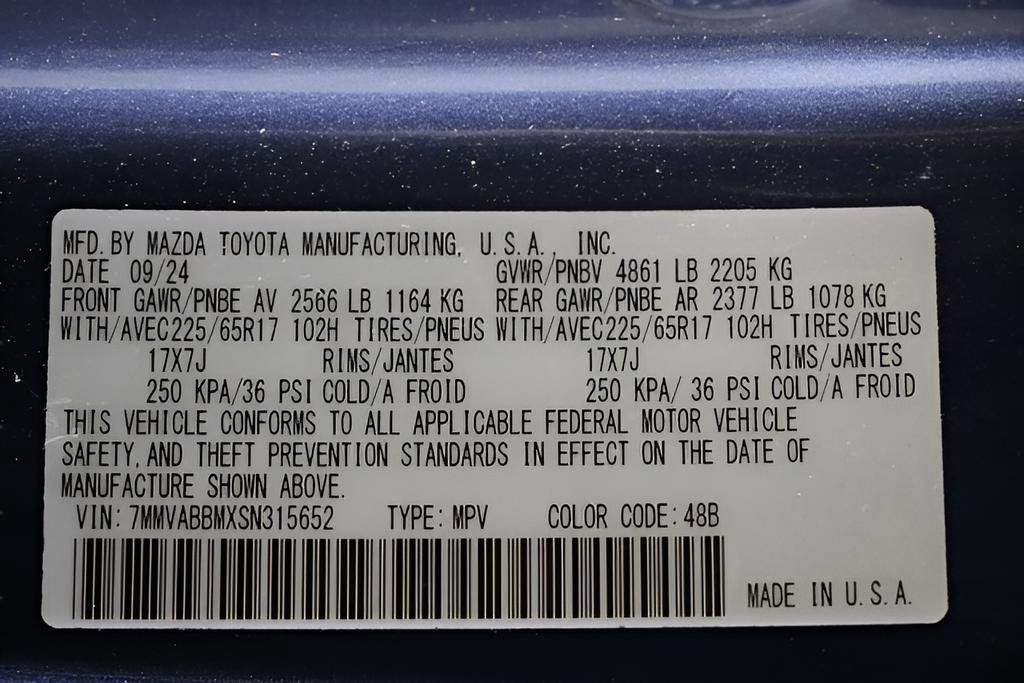 MFD. BY MAZDA TOYOTA MANUFACTURING, U.S.A., INC.
DATE 09/24 GVWR/PNBV 4861 LB 2205 KG
FRONT GAWR/PNBE AV 2566 LB 1164 KG REAR GAWR/PNBE AR 2377 LB 1078 KG
WITH/AVEC225/65R17 102H TIRES/PNEUS WITH/AVEC225/65R17 102H TIRES/PNEUS
17X7J RIMS/JANTES 17X7J RIMS/JANTES
250 KPA/36 PSI COLD/A FROID 250 KPA/ 36 PSI COLD/A FROID
THIS VEHICLE CONFORMS TO ALL APPLICABLE FEDERAL MOTOR VEHICLE
SAFETY, AND THEFT PREVENTION STANDARDS IN EFFECT ON THE DATE OF
MANUFACTURE SHOWN ABOVE.
VIN: 7MMVABBMXSN315652 TYPE: MPV COLOR CODE: 48B
MADE IN U.S.A.